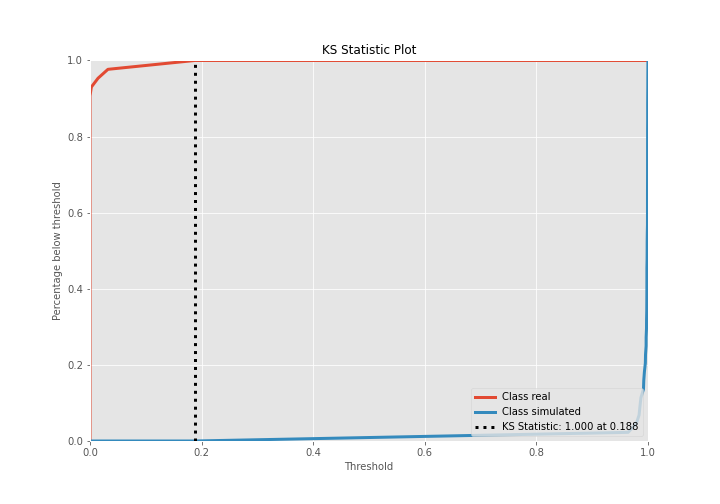 KS Statistic Plot
1.0
0.8
0.6
0.4
0.2
0.0
Percentage below threshold
Class real
Class simulated
KS Statistic: 1.000 at 0.188
0.0 0.2 0.4 0.6 0.8 1.0
Threshold